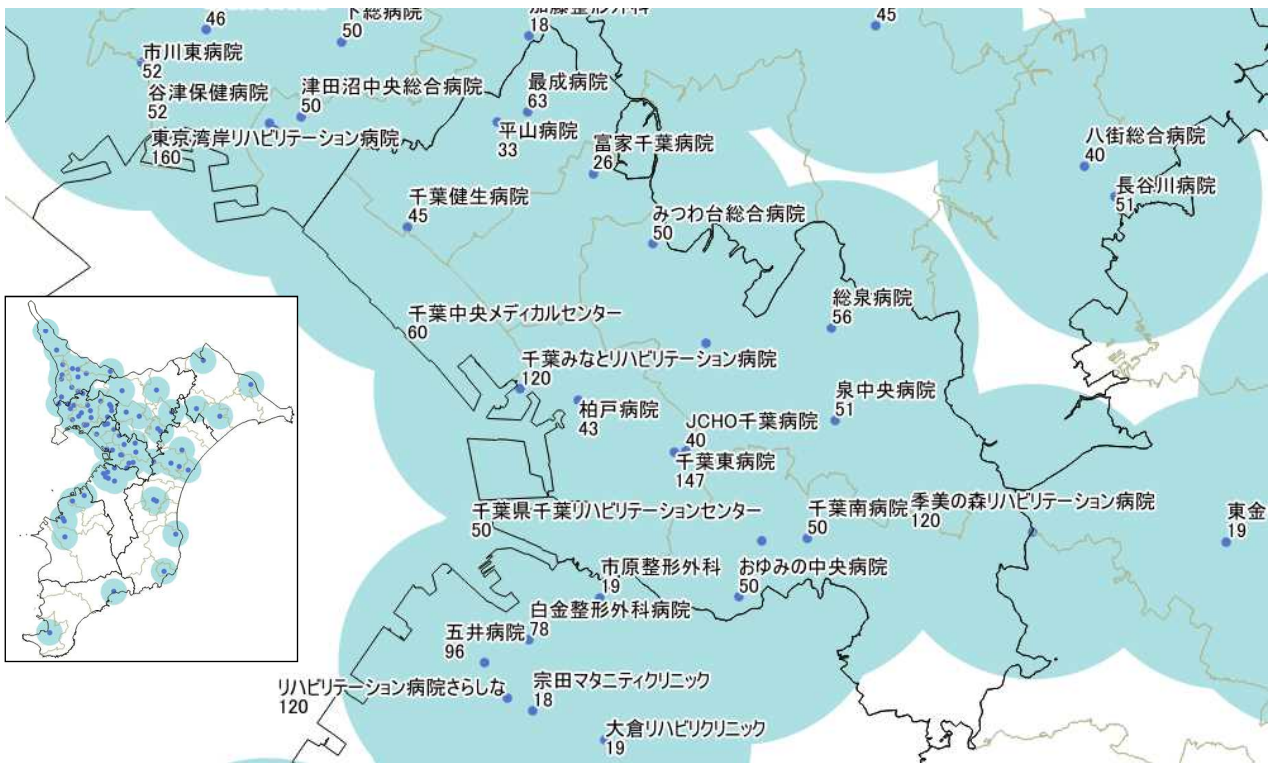 46
下総病院
50
加藤整形外科
18
45
市川東病院
52
谷津保健病院
52
津田沼中央総合病院
50
最成病院
63
東京湾岸リハビリテーション病院
160
平山病院
33
富家千葉病院
26
八街総合病院
40
長谷川病院
51
千葉健生病院
45
みつわ台総合病院
50
千葉中央メディカルセンター
60
総泉病院
56
千葉みなとリハビリテーション病院
120
柏戸病院
43
泉中央病院
51
JCHO千葉病院
40
千葉東病院
147
千葉県千葉リハビリテーションセンター
50
千葉南病院
50
季美の森リハビリテーション病院
120
東金
19
市原整形外科
19
おゆみの中央病院
50
白金整形外科病院
78
五井病院
96
リハビリテーション病院さらしな
120
宗田マタニティクリニック
18
大倉リハビリクリニック
19